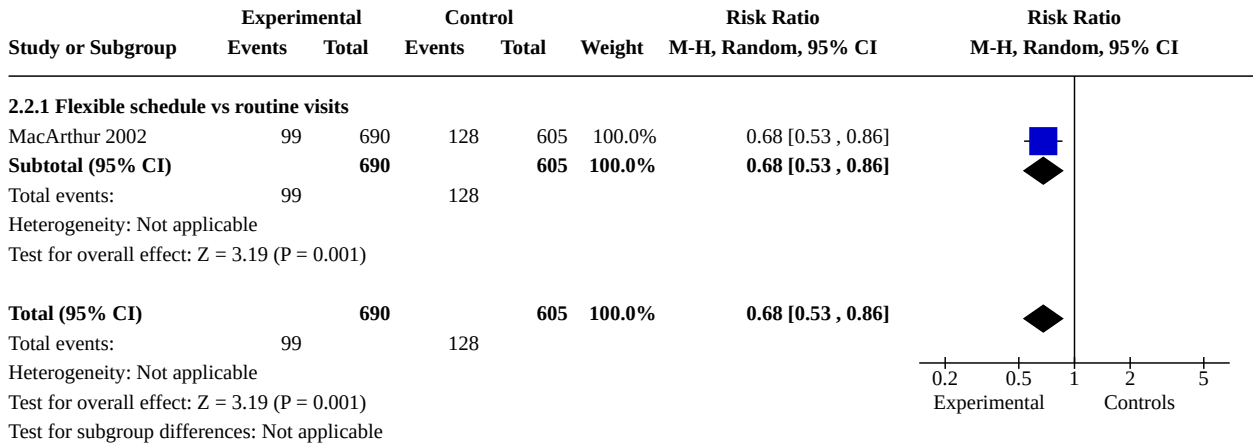 Experimental Control Risk Ratio Risk Ratio
Study or Subgroup Events Total Events Total Weight M-H, Random, 95% CI M-H, Random, 95% CI
2.2.1 Flexible schedule vs routine visits
MacArthur 2002 99 690 128 605 100.0% 0.68 [0.53 , 0.86]
Subtotal (95% CI) 690 605 100.0% 0.68 [0.53 , 0.86]
Total events: 99 128
Heterogeneity: Not applicable
Test for overall effect: Z = 3.19 (P = 0.001)
Total (95% CI) 690 605 100.0% 0.68 [0.53 , 0.86]
Total events: 99 128
Heterogeneity: Not applicable
Test for overall effect: Z = 3.19 (P = 0.001)
Test for subgroup differences: Not applicable
0.2 0.5 1 2 5
Experimental Controls